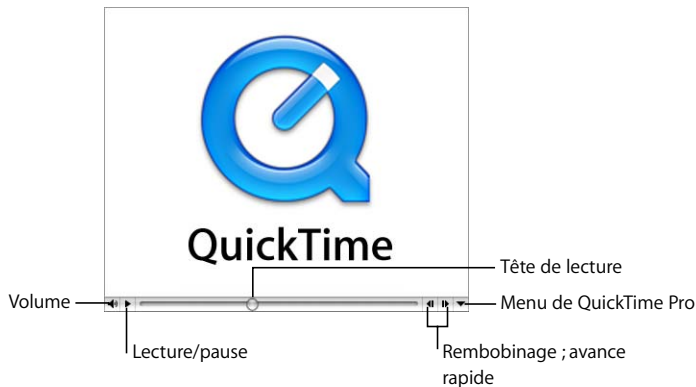 QuickTime
Tête de lecture
Volume
Menu de QuickTime Pro
Lecture/pause
Rembobinage ; avance
rapide